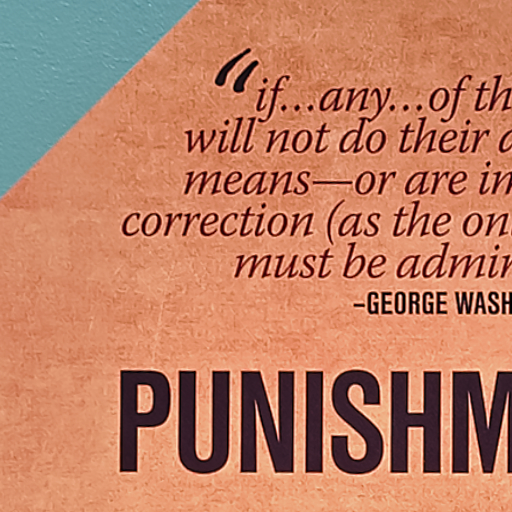 “if...any...of th
will not do their a
means—or are im
correction (as the on
must be admin
–GEORGE WASH
PUNISHM